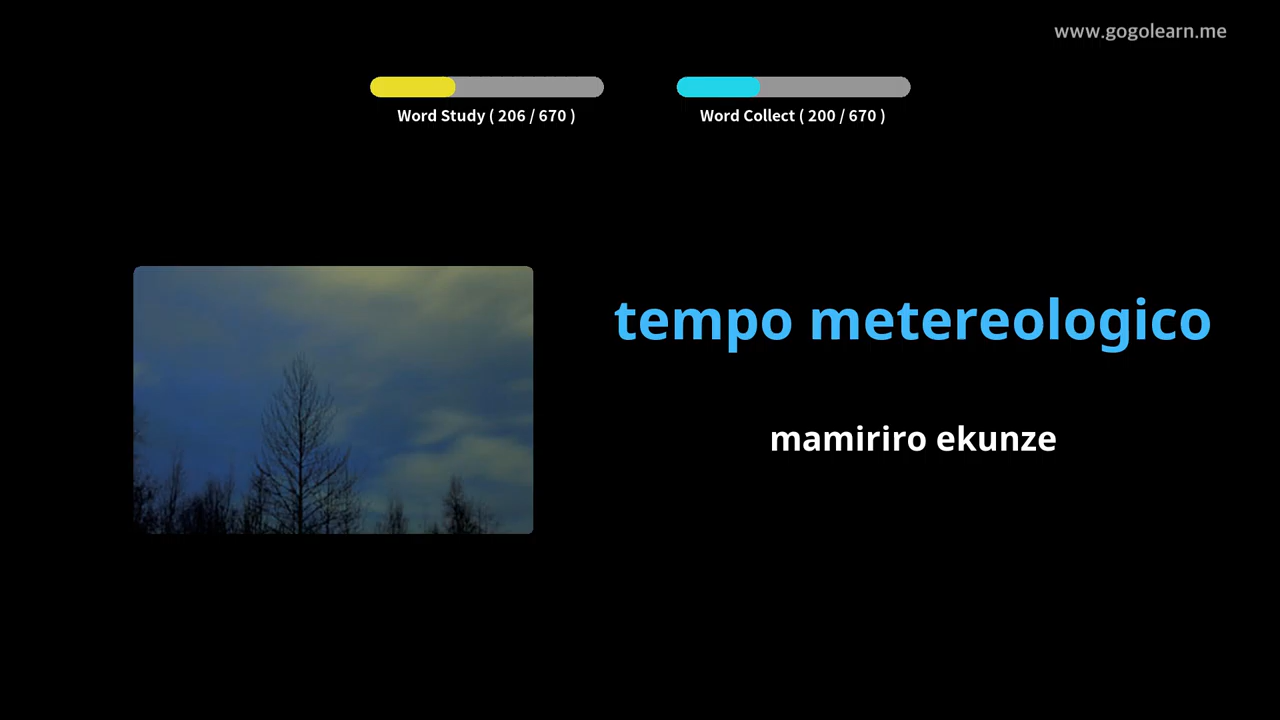 www.gogolearn.me
Word Study ( 206 / 670 )
Word Collect ( 200 / 670 )
tempo metereologico
mamiriro ekunze